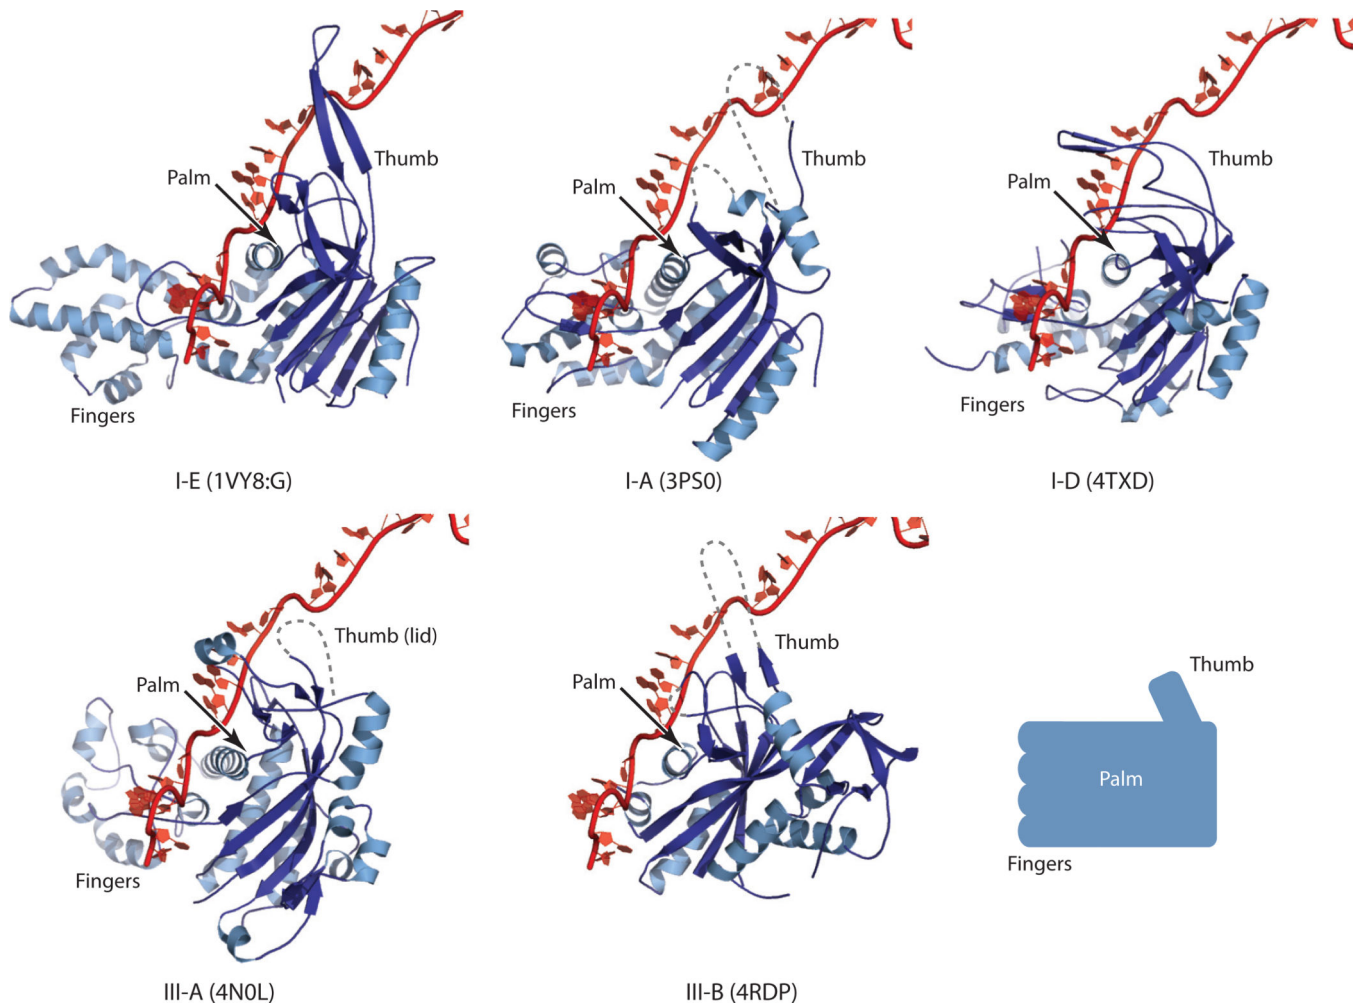 Thumb
Palm
Fingers
I-E (1VY8:G)
Thumb
Palm
Fingers
I-A (3PS0)
Thumb
Palm
Fingers
I-D (4TXD)
Thumb (lid)
Palm
Fingers
III-A (4N0L)
Thumb
Palm
III-B (4RDP)
Thumb
Palm
Fingers